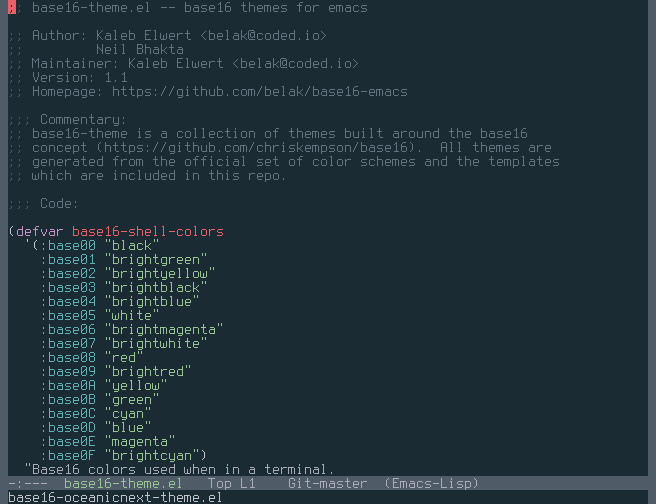 ;; base16-theme.el -- base16 themes for emacs
;; Author: Kaleb Elwert <belak@coded.io>
;;         Neil Bhakta
;; Maintainer: Kaleb Elwert <belak@coded.io>
;; Version: 1.1
;; Homepage: https://github.com/belak/base16-emacs
;;; Commentary:
;; base16-theme is a collection of themes built around the base16
;; concept (https://github.com/chriskempson/base16).  All themes are
;; generated from the official set of color schemes and the templates
;; which are included in this repo.
;;; Code:
(defvar base16-shell-colors
  '(:base00 "black"
    :base01 "brightgreen"
    :base02 "brightyellow"
    :base03 "brightblack"
    :base04 "brightblue"
    :base05 "white"
    :base06 "brightmagenta"
    :base07 "brightwhite"
    :base08 "red"
    :base09 "brightred"
    :base0A "yellow"
    :base0B "green"
    :base0C "cyan"
    :base0D "blue"
    :base0E "magenta"
    :base0F "brightcyan")
  "Base16 colors used when in a terminal.
-:---  base16-theme.el   Top L1    Git-master  (Emacs-Lisp)
base16-oceanicnext-theme.el